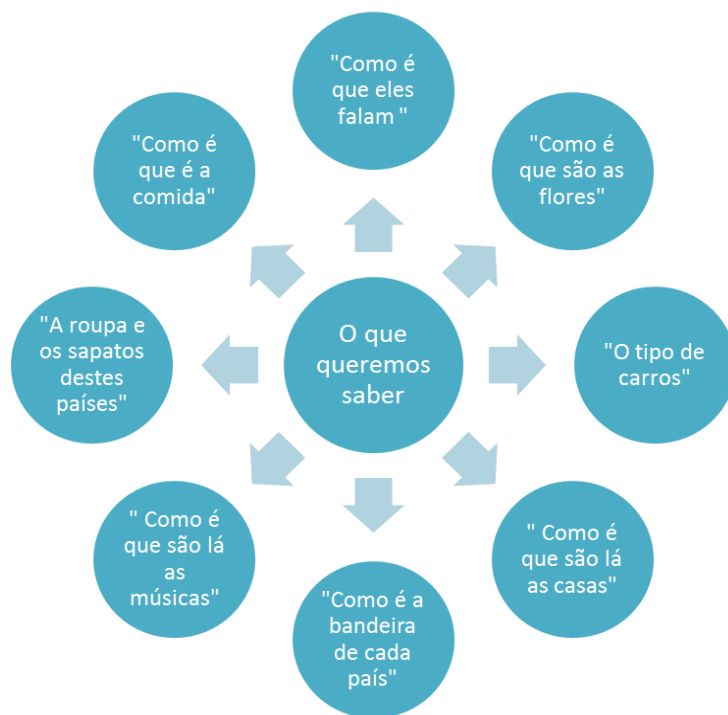 "Como é
que eles
falam "
"Como é
que são as
flores"
"O tipo de
carros"
" Como é
que são lá
as casas"
"Como é a
bandeira
de cada
país"
" Como é
que são lá
as
músicas"
"A roupa e
os sapatos
destes
países"
"Como é
que é a
comida"
O que
queremos
saber